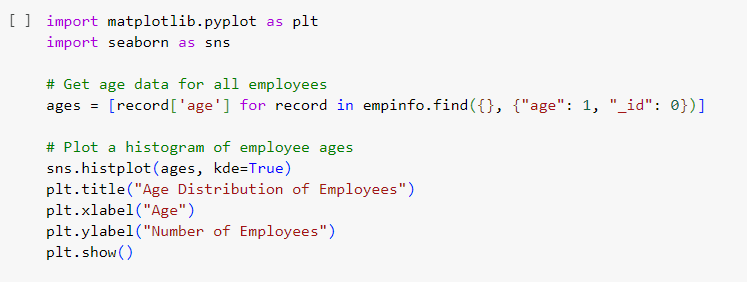 [ ] import matplotlib.pyplot as plt
import seaborn as sns
# Get age data for all employees
ages = [record['age'] for record in empinfo.find({}, {"age": 1, "_id": 0})]
# Plot a histogram of employee ages
sns.histplot(ages, kde=True)
plt.title("Age Distribution of Employees")
plt.xlabel("Age")
plt.ylabel("Number of Employees")
plt.show()